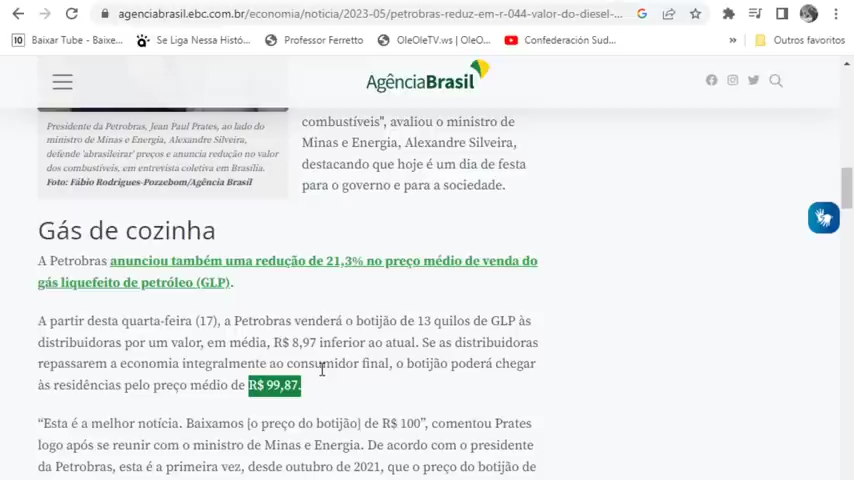 agenciabrasil.ebc.com.br/economia/noticia/2023-05/petrobras-reduz-em-r-044-valor-do-diesel-...
Baixar Tube - Baixe...
Se Liga Nessa Histó...
Professor Ferretto
OleOleTV.ws | OleO...
Confederación Sud...
»
Outros favoritos
AgênciaBrasil
Presidente da Petrobras, Jean Paul Prates, ao lado do
ministro de Minas e Energia, Alexandre Silveira,
defende 'abrasileirar' preços e anuncia redução no valor
dos combustíveis, em entrevista coletiva em Brasília.
Foto: Fábio Rodrigues-Pozzebom/Agência Brasil
combustíveis", avaliou o ministro de
Minas e Energia, Alexandre Silveira,
destacando que hoje é um dia de festa
para o governo e para a sociedade.
Gás de cozinha
A Petrobras anunciou também uma redução de 21,3% no preço médio de venda do
gás liquefeito de petróleo (GLP).
A partir desta quarta-feira (17), a Petrobras venderá o botijão de 13 quilos de GLP às
distribuidoras por um valor, em média, R$ 8,97 inferior ao atual. Se as distribuidoras
repassarem a economia integralmente ao consumidor final, o botijão poderá chegar
às residências pelo preço médio de R$ 99,87.
“Esta é a melhor notícia. Baixamos [o preço do botijão] de R$ 100”, comentou Prates
logo após se reunir com o ministro de Minas e Energia. De acordo com o presidente
da Petrobras, esta é a primeira vez, desde outubro de 2021, que o preço do botijão de